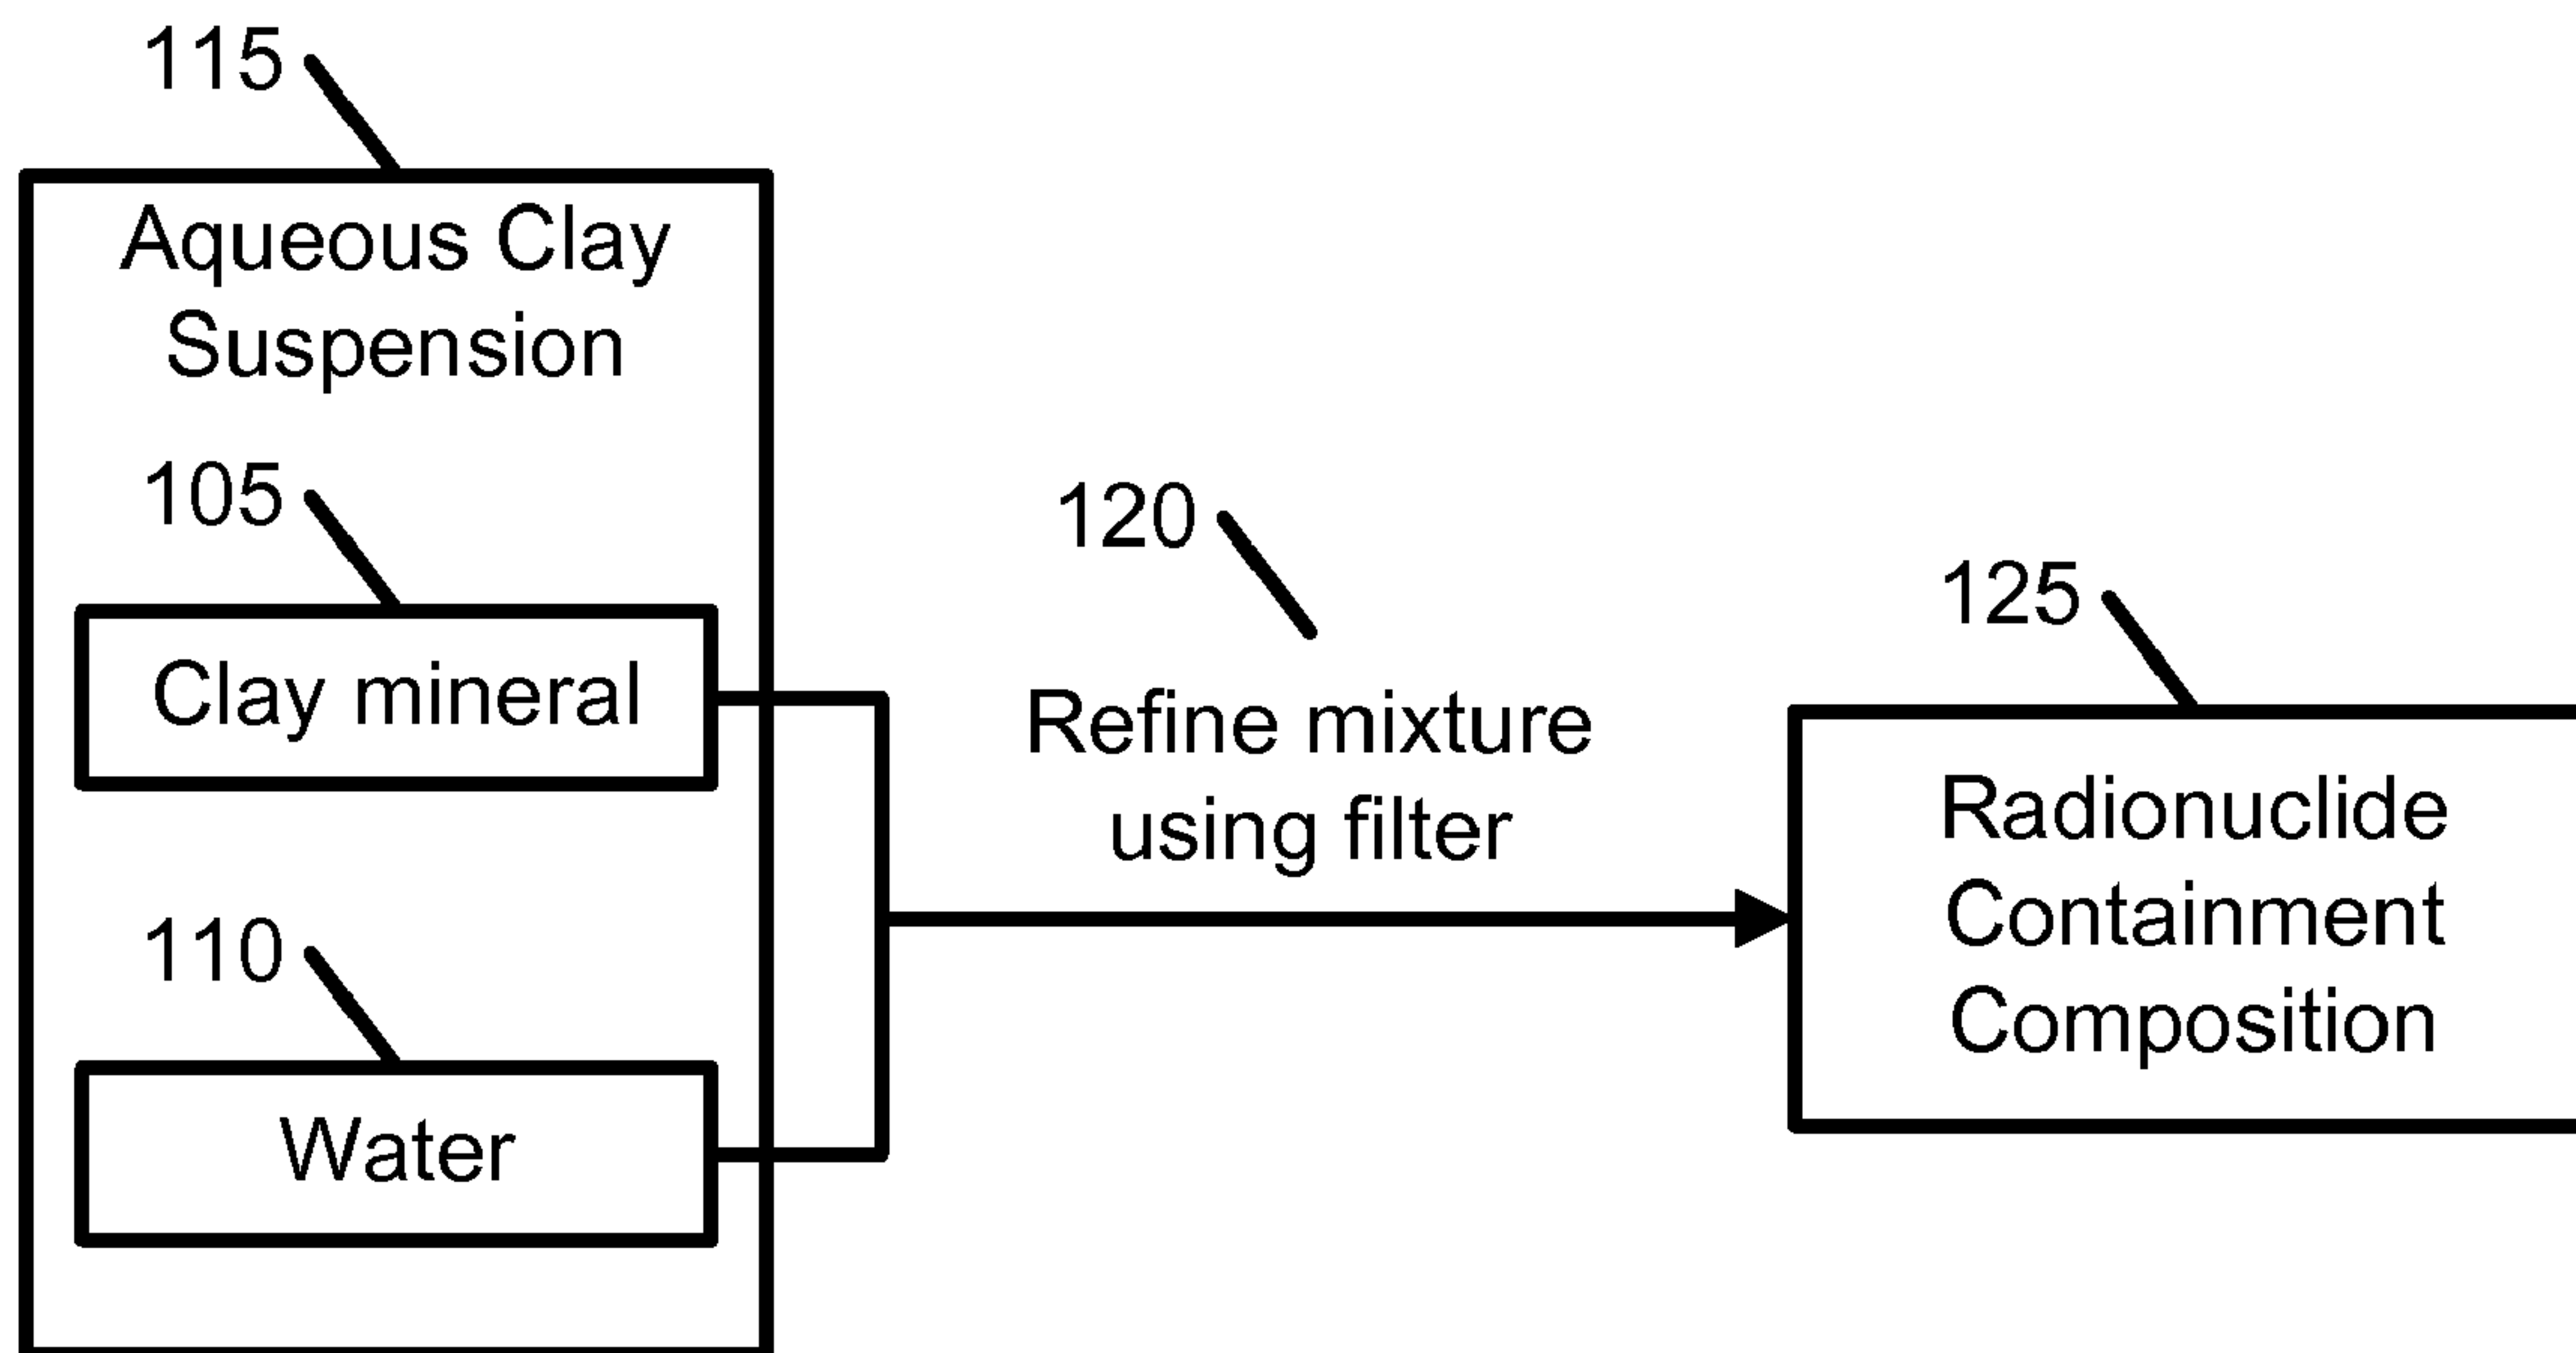 115
Aqueous Clay
Suspension
105
Clay mineral
110
Water
120
Refine mixture
using filter
125
Radionuclide
Containment
Composition